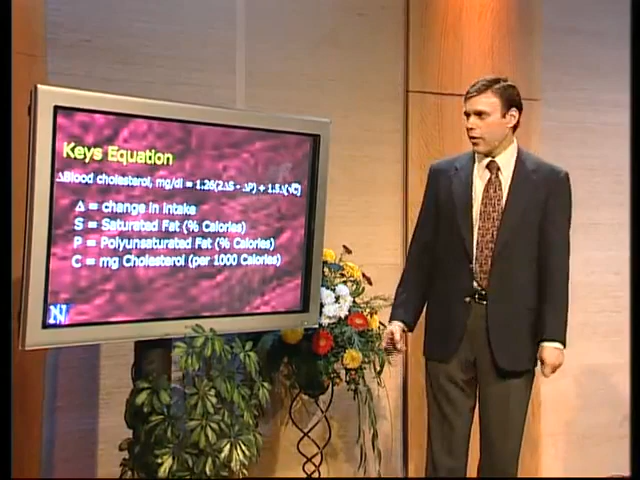 Keys Equation
ΔBlood cholesterol, mg/dl = 1.26(2ΔS - ΔP) + 1.5Δ(√C)
Δ = change in intake
S = Saturated Fat (% Calories)
P = Polyunsaturated Fat (% Calories)
C = mg Cholesterol (per 1000 Calories)